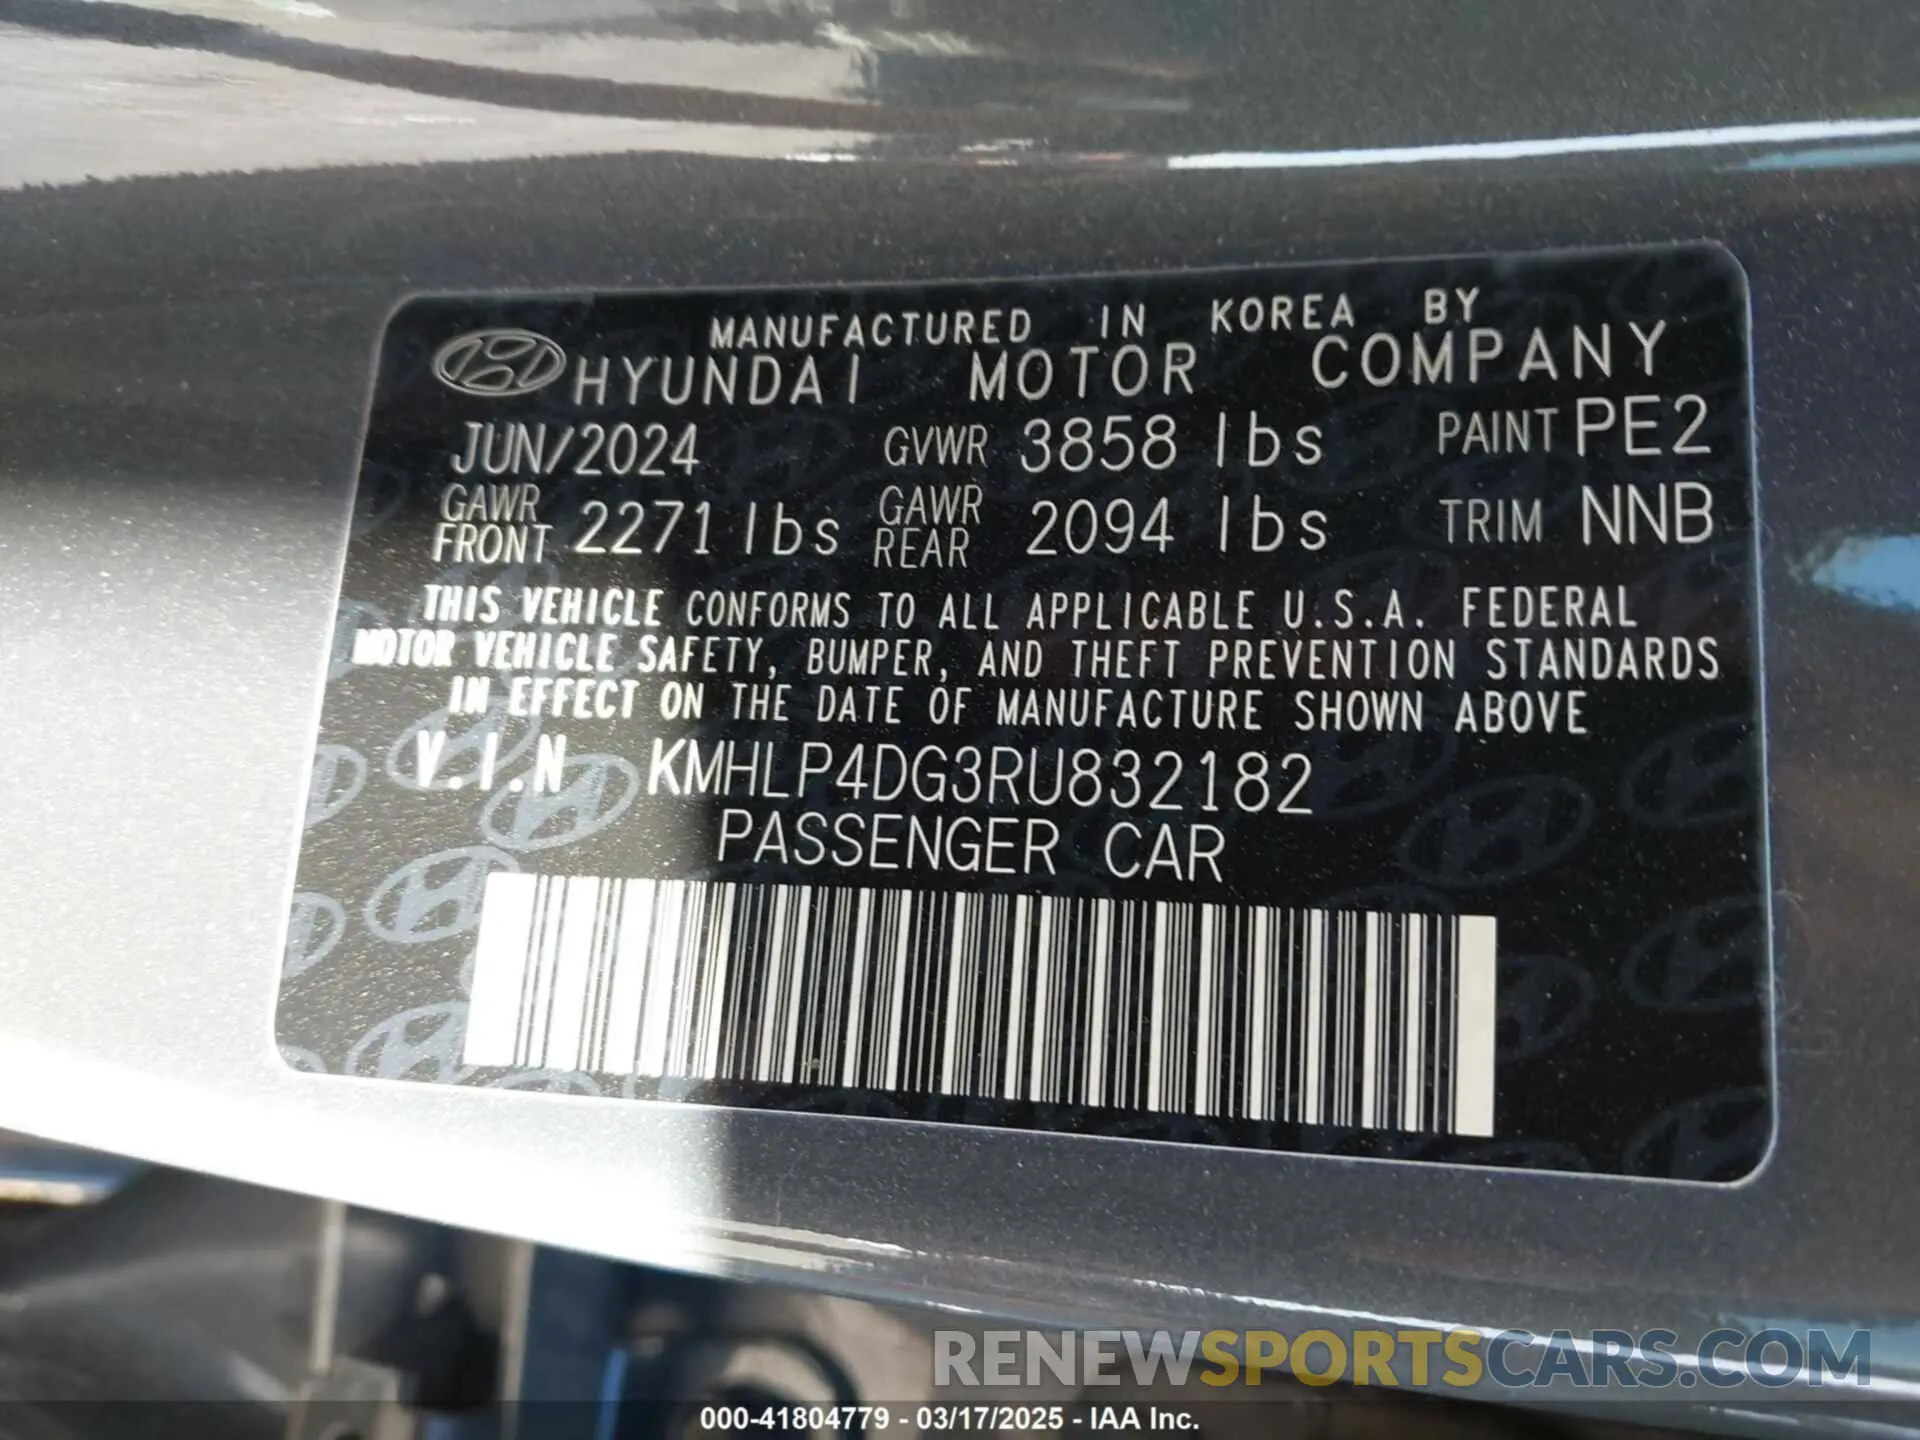 MANUFACTURED IN KOREA BY
HYUNDAI MOTOR COMPANY
JUN/2024 GVWR 3858 lbs PAINT PE2
GAWR FRONT 2271 lbs GAWR REAR 2094 lbs TRIM NNB
THIS VEHICLE CONFORMS TO ALL APPLICABLE U.S.A. FEDERAL
MOTOR VEHICLE SAFETY, BUMPER, AND THEFT PREVENTION STANDARDS
IN EFFECT ON THE DATE OF MANUFACTURE SHOWN ABOVE
V.I.N KMHLP4DG3RU832182
PASSENGER CAR
RENEWSPORTSCARS.COM
000-41804779 - 03/17/2025 - IAA Inc.